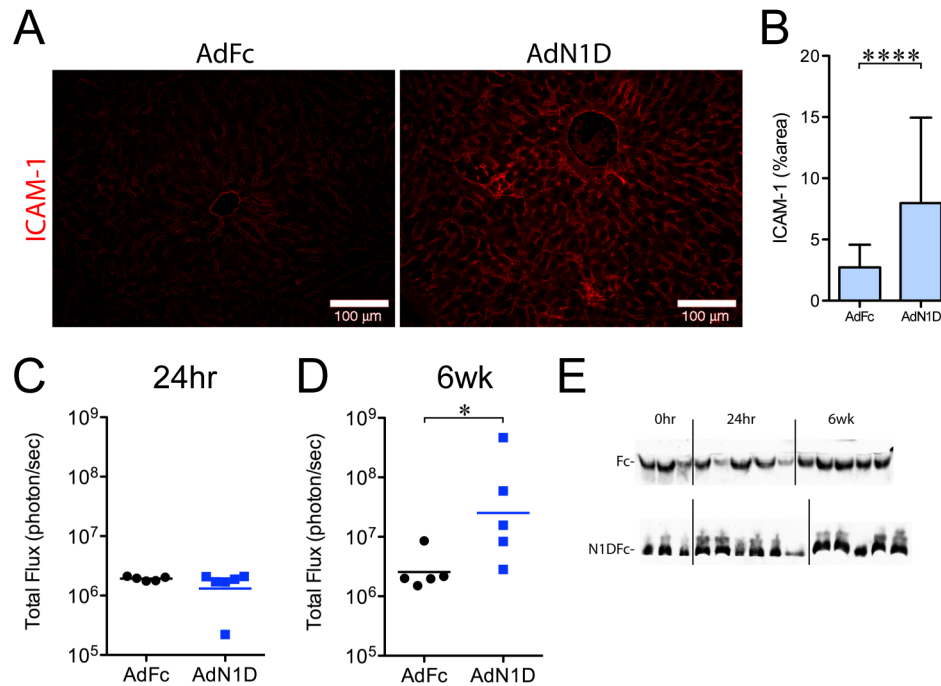 A
AdFc
AdN1D
ICAM-1
100 µm
100 µm
B
ICAM-1 (%area)
20
15
10
5
0
****
AdFc
AdN1D
C
24hr
Total Flux (photon/sec)
10⁹
10⁸
10⁷
10⁶
10⁵
AdFc
AdN1D
D
6wk
Total Flux (photon/sec)
10⁹
10⁸
10⁷
10⁶
10⁵
*
AdFc
AdN1D
E
0hr 24hr 6wk
Fc-
N1DFc-